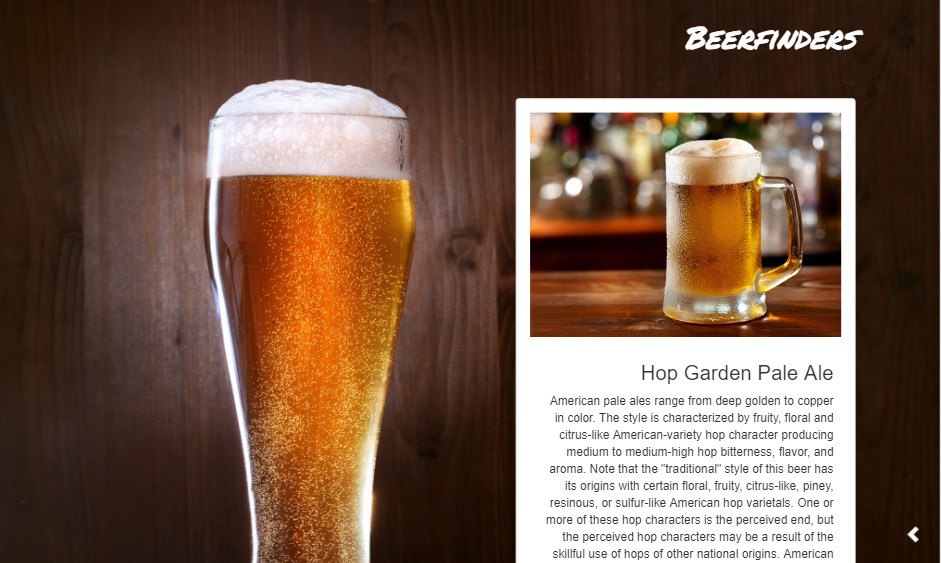 Beerfinders
Hop Garden Pale Ale
American pale ales range from deep golden to copper
in color. The style is characterized by fruity, floral and
citrus-like American-variety hop character producing
medium to medium-high hop bitterness, flavor, and
aroma. Note that the "traditional" style of this beer has
its origins with certain floral, fruity, citrus-like, piney,
resinous, or sulfur-like American hop varietals. One or
more of these hop characters is the perceived end, but
the perceived hop characters may be a result of the
skillful use of hops of other national origins. American